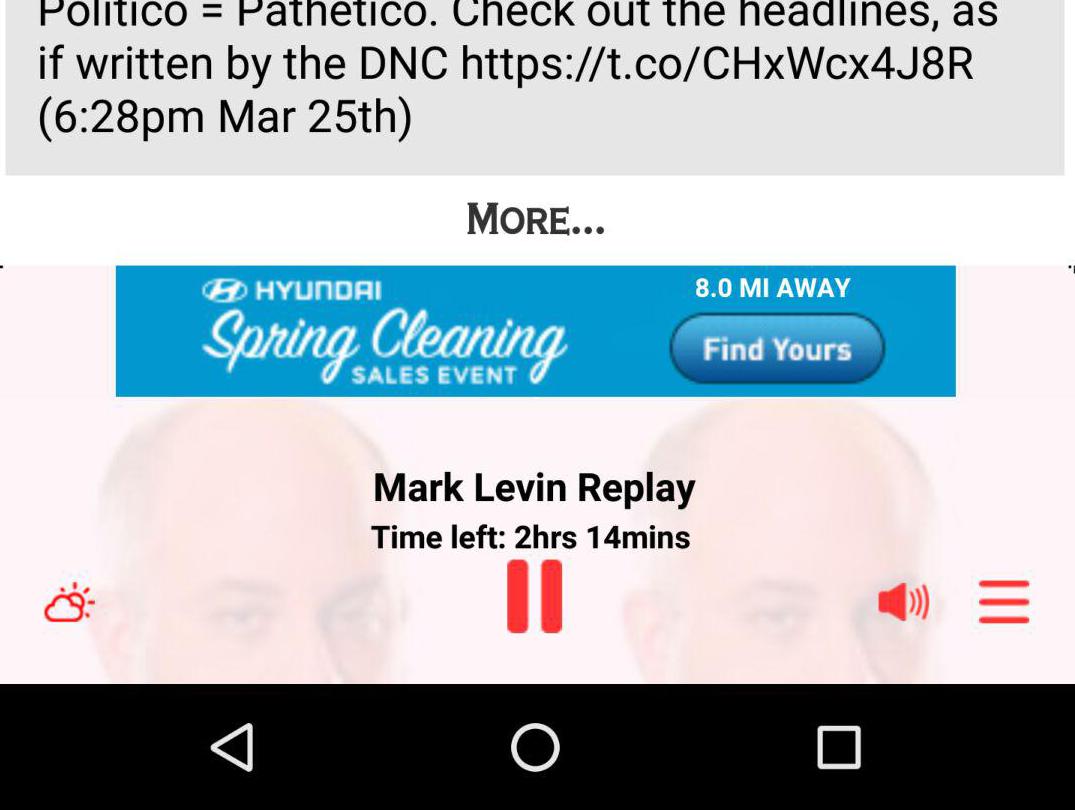 Politico = Pathetico. Check out the headlines, as
if written by the DNC https://t.co/CHxWcx4J8R
(6:28pm Mar 25th)
MORE...
HYUNDAI
8.0 MI AWAY
Spring Cleaning
SALES EVENT
Find Yours
Mark Levin Replay
Time left: 2hrs 14mins